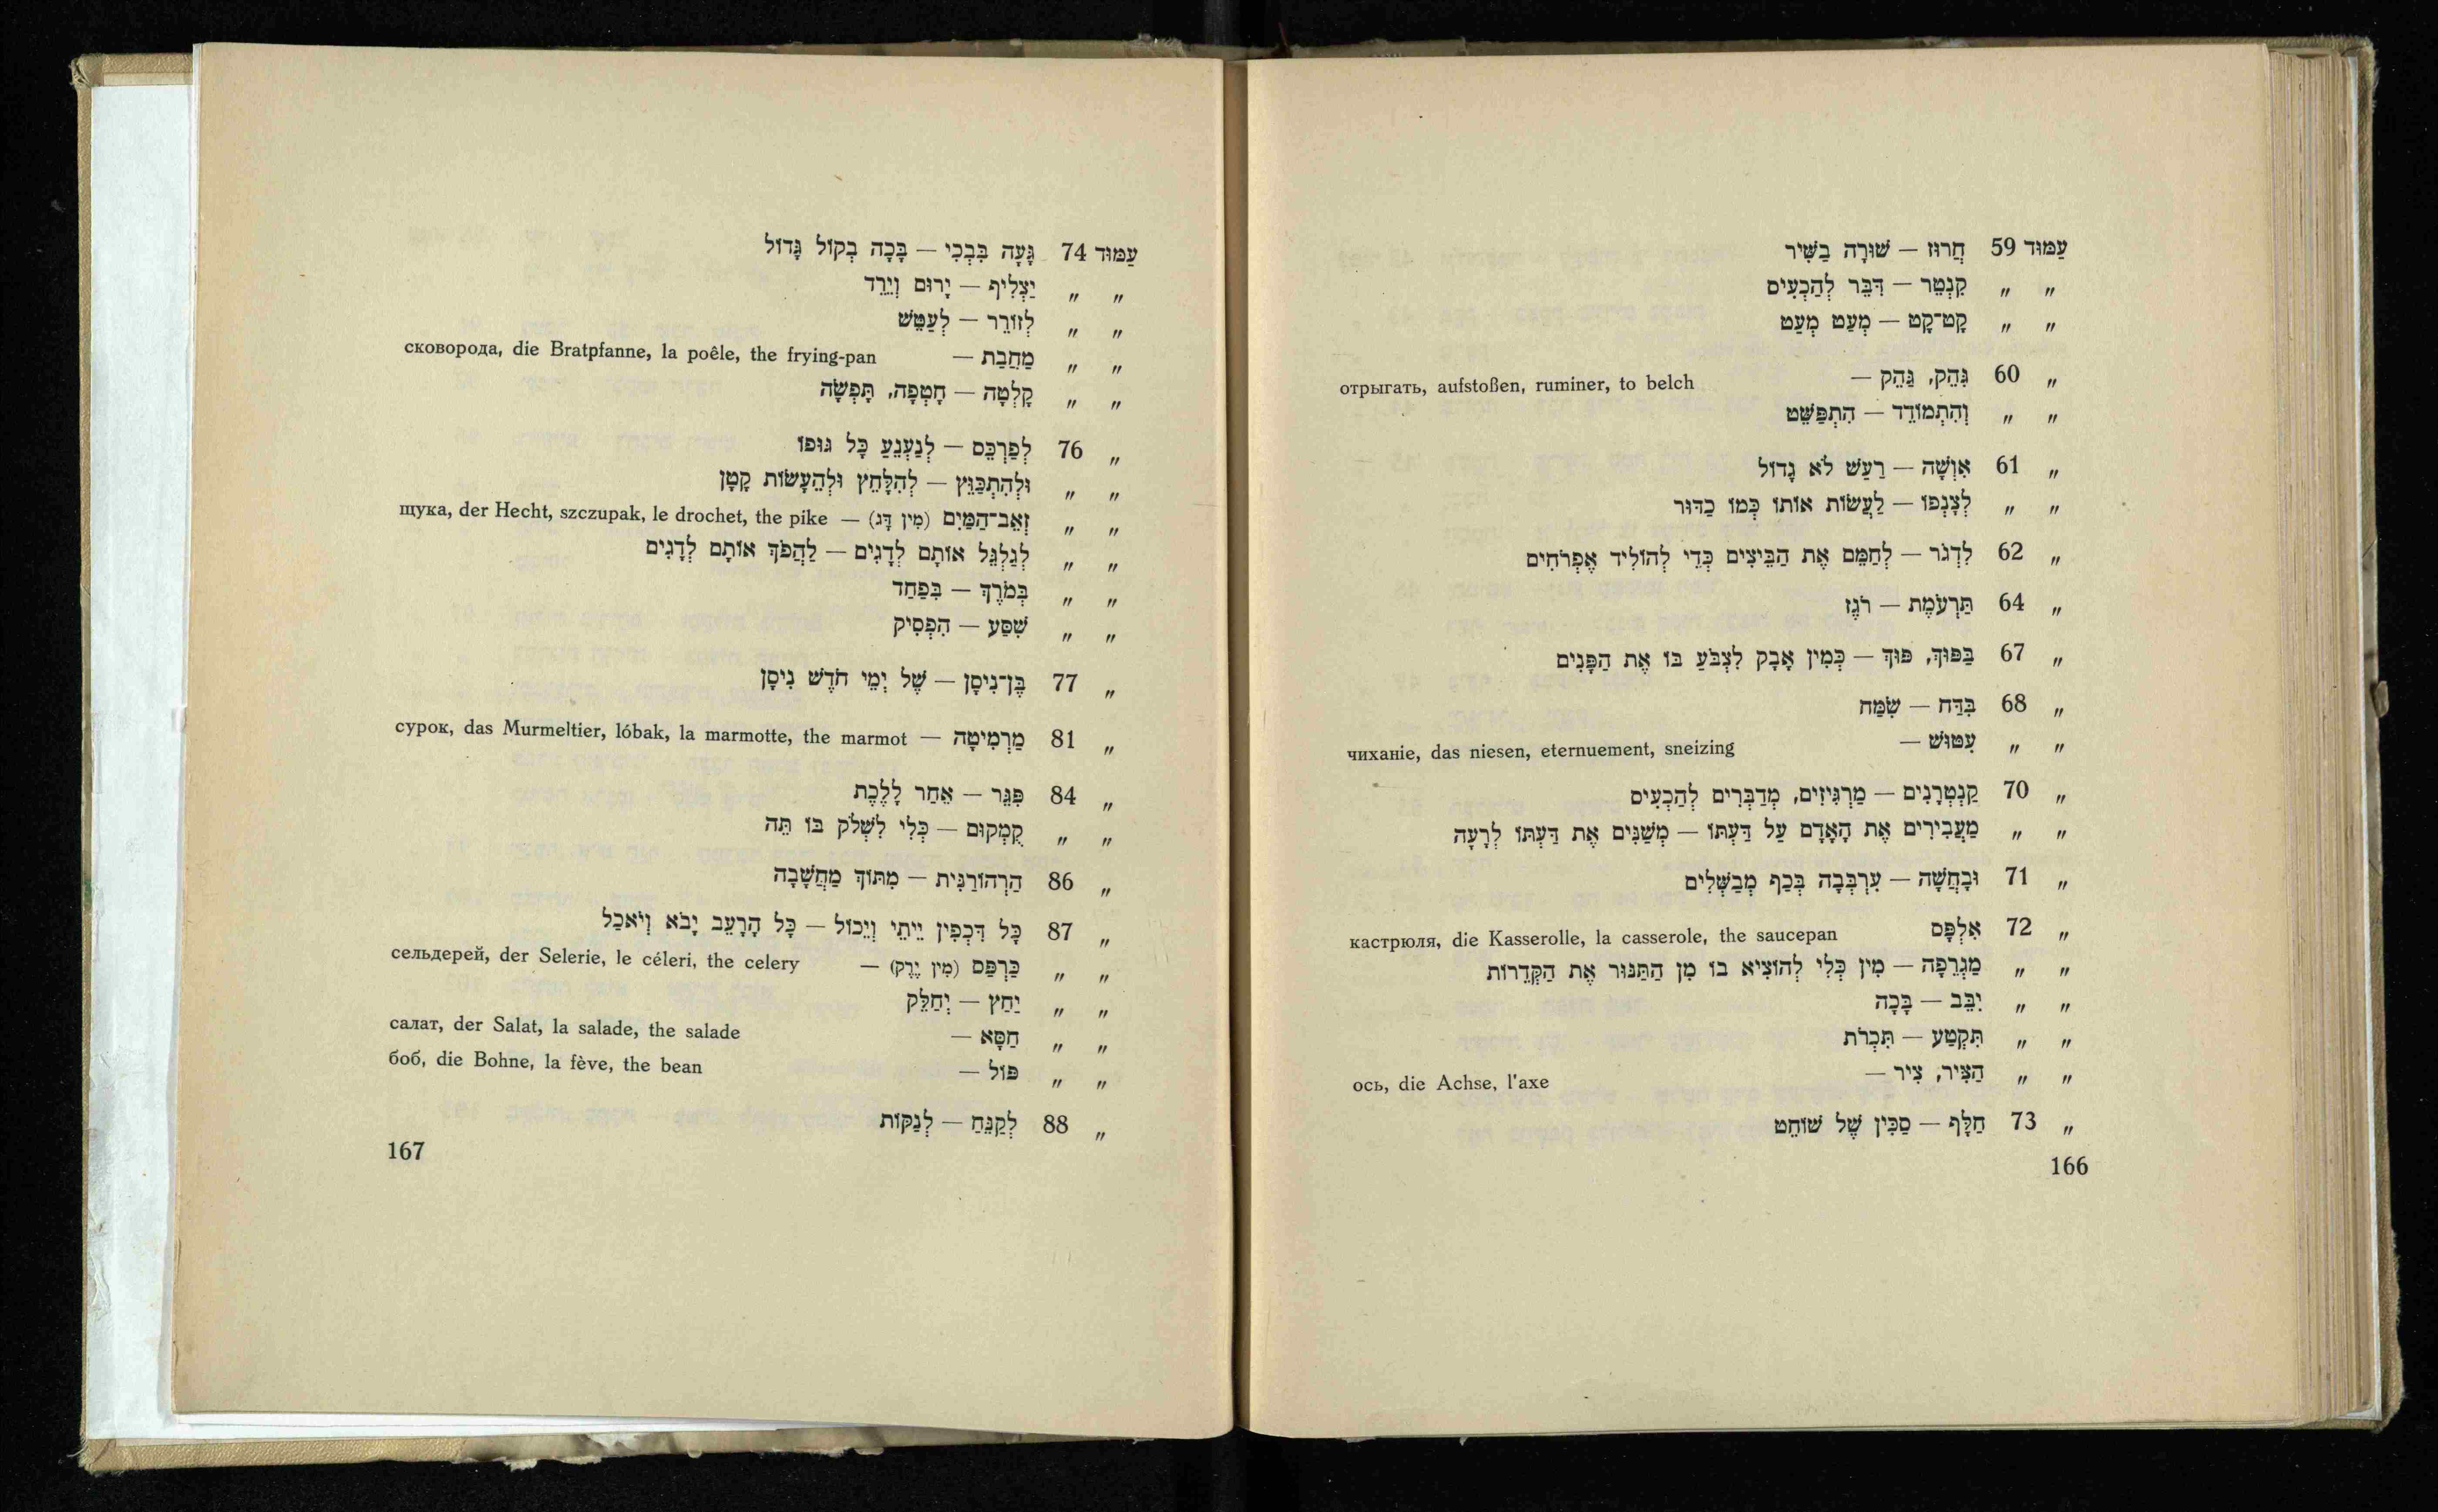 עַמּוּד 59 חֲרוּז — שׁוּרָה בַשִּׁיר
„ „ קִנְטֵר — דִּבֵּר לְהַכְעִים
„ „ קָט־קָט — מְעַט מְעַט
„ 60 גִּהֵק, גַּהֵק — отрыгать, aufstoßen, ruminer, to belch
„ „ וְהִתְמוֹדֵד — הִתְפַּשֵּׁט
„ 61 אִוְשָׁה — רַעַשׁ לֹא גָדוֹל
„ „ לְצָנְפוֹ — לַעֲשׂוֹת אוֹתוֹ כְּמוֹ כַדּוּר
„ 62 לִדְגֹּר — לְחַמֵּם אֶת הַבֵּיצִים כְּדֵי לְהוֹלִיד אֶפְרֹחִים
„ 64 תַּרְעֹמֶת — רֹגֶז
„ 67 בַּפּוּךְ, פּוּךְ — כְּמִין אָבָק לִצְבֹּעַ בּוֹ אֶת הַפָּנִים
„ 68 בִּדַּח — שִׂמַּח
„ „ עִטּוּשׁ — чиханіе, das niesen, eternuement, sneizing
„ 70 קַנְטְרָנִים — מַרְגִּיזִים, מְדַבְּרִים לְהַכְעִים
„ „ מַעֲבִירִים אֶת הָאָדָם עַל דַּעְתּוֹ — מְשַׁנִּים אֶת דַּעְתּוֹ לְרָעָה
„ 71 וּבָחֲשָׁה — עִרְבְּבָה בְּכַף מְבַשְּׁלִים
„ 72 אִלְפָּס кастрюля, die Kasserolle, la casserole, the saucepan
„ „ מַגְרֵפָה — מִין כְּלִי לְהוֹצִיא בוֹ מִן הַתַּנּוּר אֶת הַקְּדֵרוֹת
„ „ יִבֵּב — בָּכָה
„ „ תִּקְטַע — תִּכְרֹת
„ „ הַצִּיר, צִיר — ось, die Achse, l'axe
„ 73 חַלָּף — סַכִּין שֶׁל שׁוֹחֵט
166
עַמּוּד 74 גָּעָה בִּבְכִי — בָּכָה בְקוֹל גָּדוֹל
„ „ יַצְלִיף — יָרוּם וְיֵרֵד
„ „ לְזוֹרֵר — לְעַטֵּשׁ
„ „ מַחֲבַת — сковорода, die Bratpfanne, la poêle, the frying-pan
„ „ קָלְטָה — חָטְפָה, תָּפְשָׂה
„ 76 לְפַרְכֵּם — לְנַעְנֵעַ כָּל גּוּפוֹ
„ „ וּלְהִתְכַּוֵּץ — לְהִלָּחֵץ וּלְהֵעָשׂוֹת קָטָן
„ „ זְאֵב־הַמַּיִם (מִין דָּג) — щука, der Hecht, szczupak, le drochet, the pike
„ „ לְגַלְגֵּל אוֹתָם לְדָגִים — לַהֲפֹךְ אוֹתָם לְדָגִים
„ „ בְּמֹרֶךְ — בְּפַחַד
„ „ שִׁסַּע — הִפְסִיק
„ 77 בֶּן־נִיסָן — שֶׁל יְמֵי חֹדֶשׁ נִיסָן
„ 81 מַרְמִיטָה — сурок, das Murmeltier, lóbak, la marmotte, the marmot
„ 84 פִּגֵּר — אֵחַר לָלֶכֶת
„ „ קֻמְקוּם — כְּלִי לִשְׁלֹק בּוֹ תֵּה
„ 86 הַרְהוֹרַנִּית — מִתּוֹךְ מַחֲשָׁבָה
„ 87 כָּל דִּכְפִין יֵיתֵי וְיֵכוֹל — כָּל הָרָעֵב יָבֹא וְיֹאכַל
„ „ כַּרְפַּס (מִין יֶרֶק) — сельдерей, der Selerie, le céleri, the celery
„ „ יַחַץ — יְחַלֵּק
„ „ חַסָּא — салат, der Salat, la salade, the salade
„ „ פּוֹל — боб, die Bohne, la fève, the bean
„ 88 לְקַנֵּחַ — לְנַקּוֹת
167